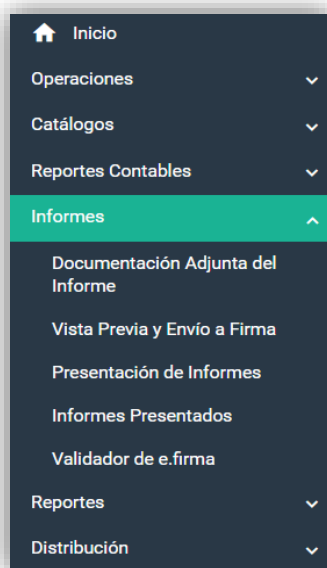 Inicio
Operaciones
Catálogos
Reportes Contables
Informes
Documentación Adjunta del
Informe
Vista Previa y Envío a Firma
Presentación de Informes
Informes Presentados
Validador de e.firma
Reportes
Distribución